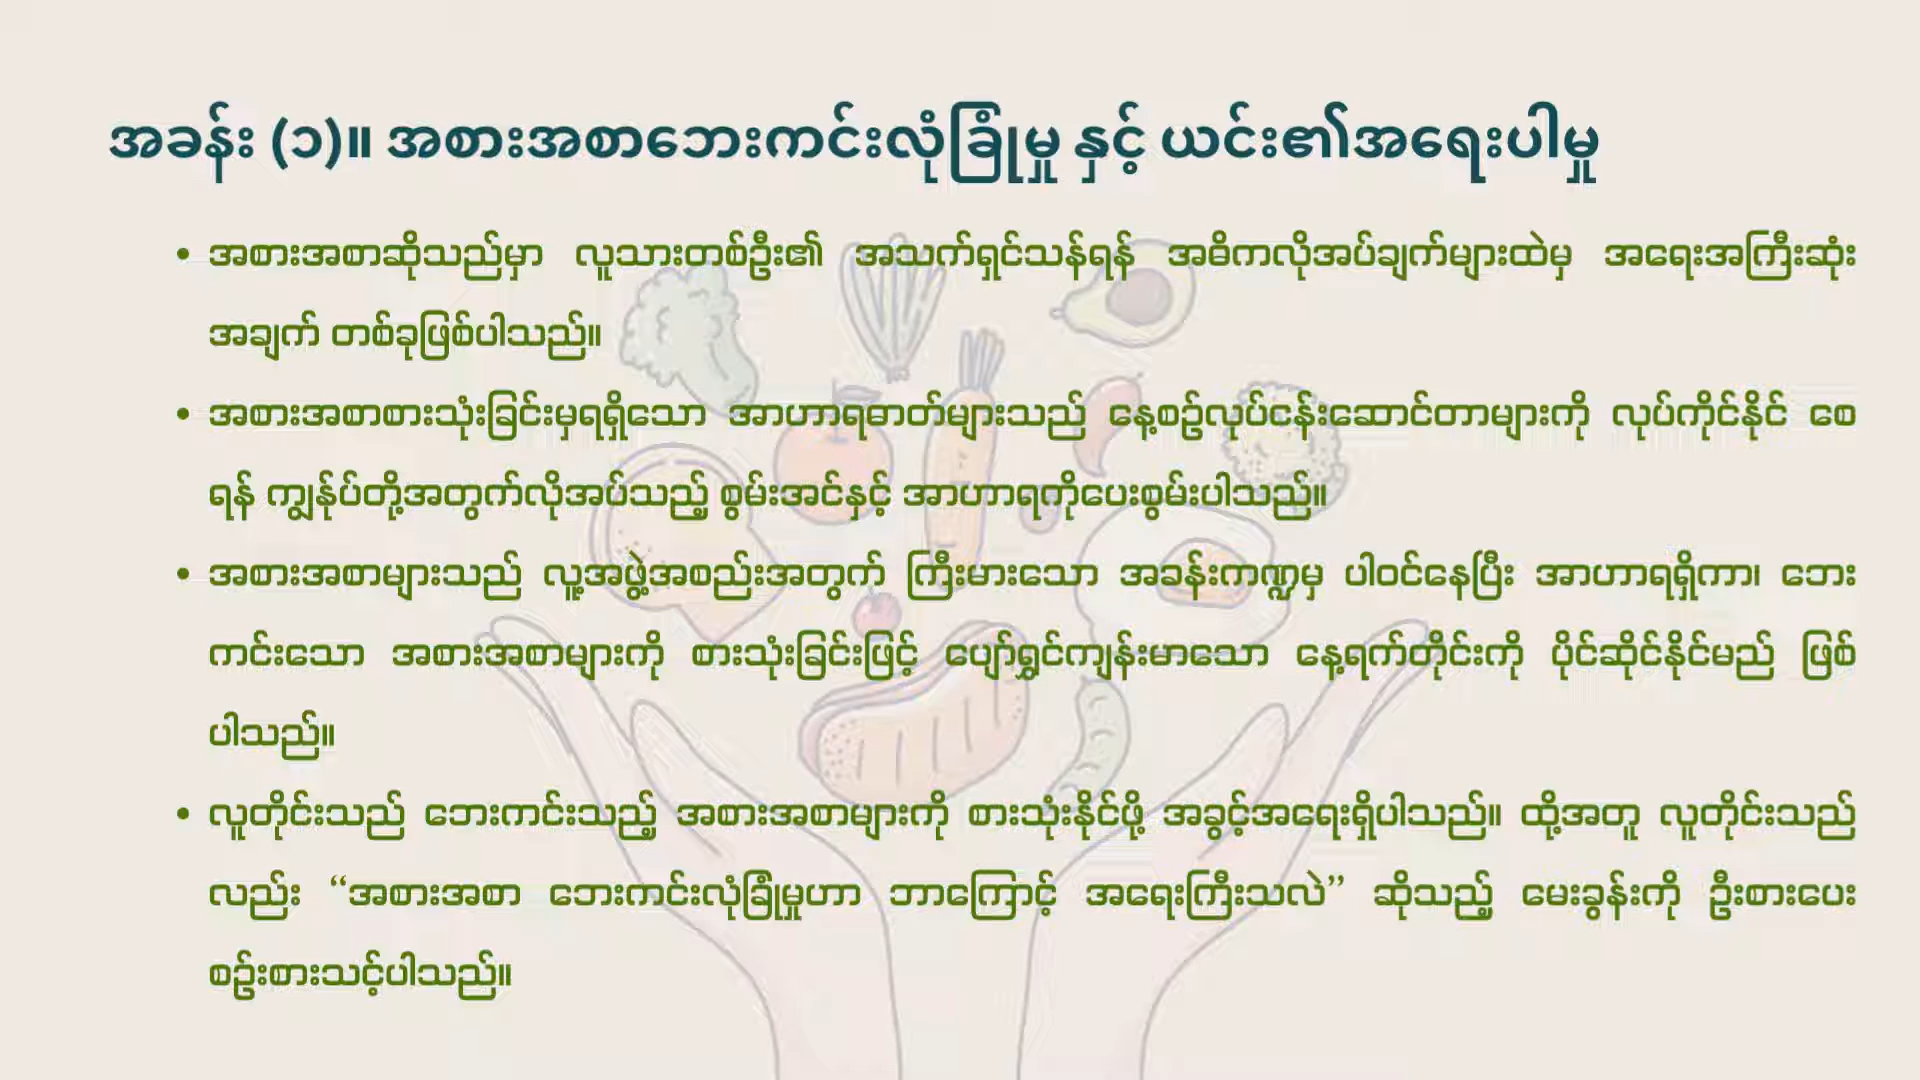 အခန်း (၁)။ အစားအစာဘေးကင်းလုံခြုံမှု နှင့် ယင်း၏အရေးပါမှု
• အစားအစာဆိုသည်မှာ လူသားတစ်ဦး၏ အသက်ရှင်သန်ရန် အဓိကလိုအပ်ချက်များထဲမှ အရေးအကြီးဆုံး
အချက် တစ်ခုဖြစ်ပါသည်။
• အစားအစာစားသုံးခြင်းမှရရှိသော အာဟာရဓာတ်များသည် နေ့စဉ်လုပ်ငန်းဆောင်တာများကို လုပ်ကိုင်နိုင် စေ
ရန် ကျွန်ုပ်တို့အတွက်လိုအပ်သည့် စွမ်းအင်နှင့် အာဟာရကိုပေးစွမ်းပါသည်။
• အစားအစာများသည် လူ့အဖွဲ့အစည်းအတွက် ကြီးမားသော အခန်းကဏ္ဍမှ ပါဝင်နေပြီး အာဟာရရှိကာ၊ ဘေး
ကင်းသော အစားအစာများကို စားသုံးခြင်းဖြင့် ပျော်ရွှင်ကျန်းမာသော နေ့ရက်တိုင်းကို ပိုင်ဆိုင်နိုင်မည် ဖြစ်
ပါသည်။
• လူတိုင်းသည် ဘေးကင်းသည့် အစားအစာများကို စားသုံးနိုင်ဖို့ အခွင့်အရေးရှိပါသည်။ ထို့အတူ လူတိုင်းသည်
လည်း “အစားအစာ ဘေးကင်းလုံခြုံမှုဟာ ဘာကြောင့် အရေးကြီးသလဲ” ဆိုသည့် မေးခွန်းကို ဦးစားပေး
စဉ်းစားသင့်ပါသည်။